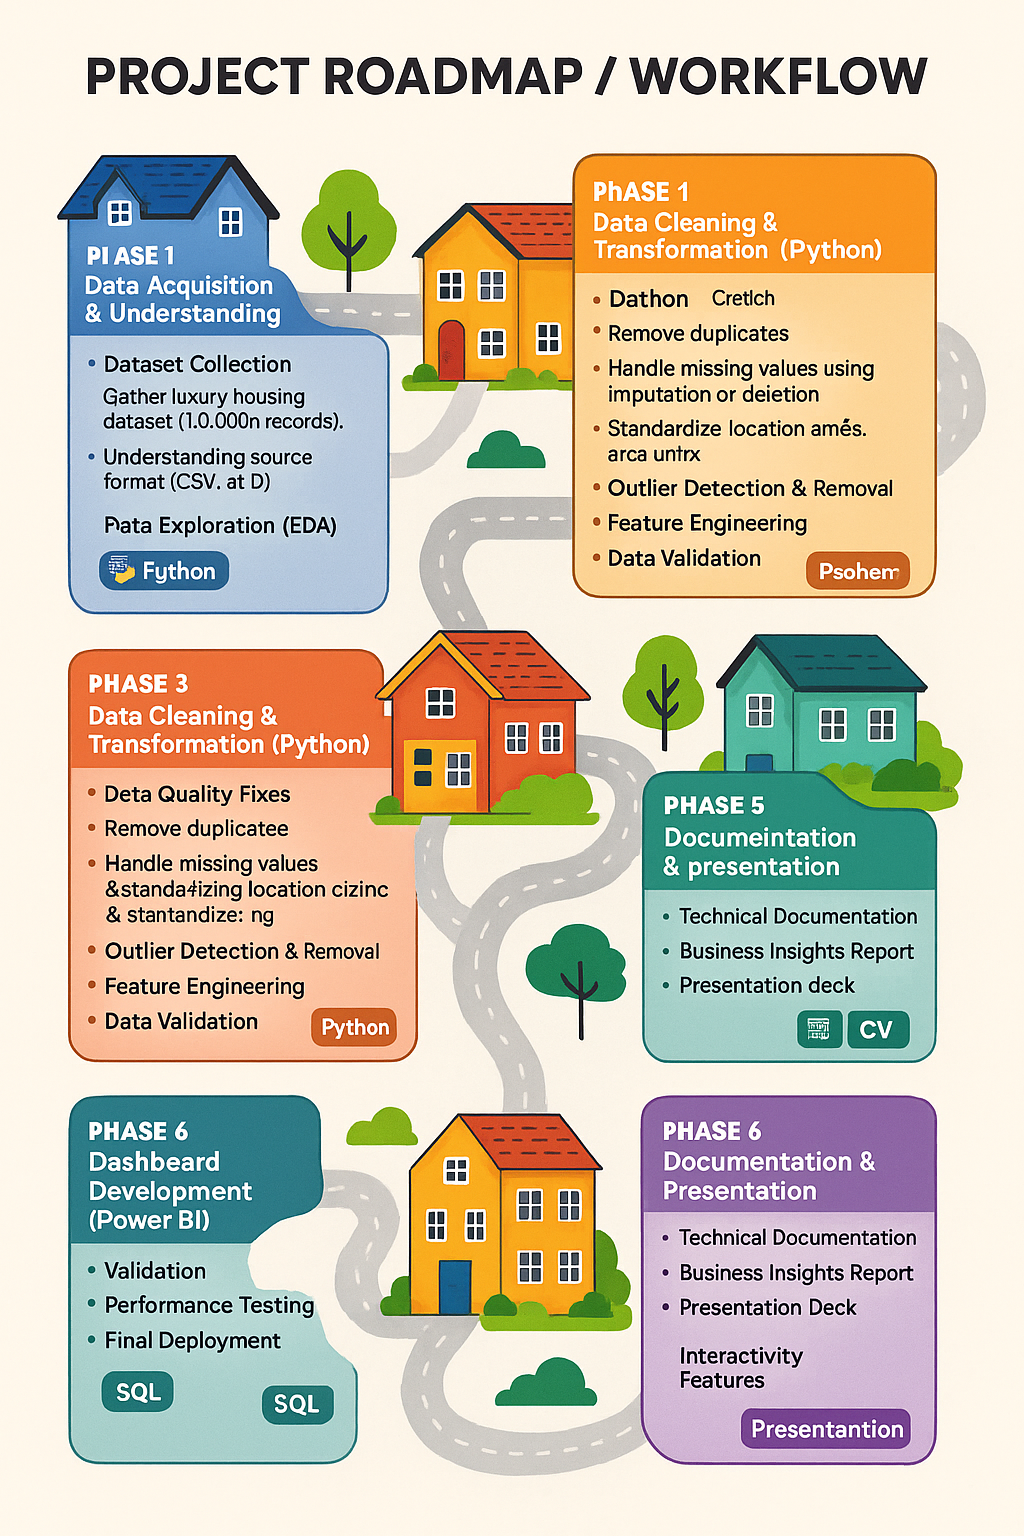 PROJECT ROADMAP / WORKFLOW
PI ASE 1
Data Acquisition
& Understanding
• Dataset Collection
Gather luxury housing
dataset (1.0.000n records).
• Understanding source
format (CSV. at D)
Data Exploration (EDA)
Fython
PhASE 1
Data Cleaning &
Transformation (Python)
• Dathon Cretlch
• Remove duplicates
• Handle missing values using
imputation or deietion
• Standardize location amés.
arca untrx
• Outlier Detection & Removal
• Feature Engineering
• Data Validation
Psohem
PHASE 3
Data Cleaning &
Transformation (Python)
• Deta Quality Fixes
• Remove duplicatee
• Handle missing values
&standa4izing location cizinc
& stantandize: ng
• Outlier Detection & Removal
• Feature Engineering
• Data Validation
Python
PHASE 5
Documeintation
& presentation
• Technical Documentation
• Business Insights Report
• Presentation deck
CV
PHASE 6
Dashbeard
Development
(Power BI)
• Validation
• Performance Testing
• Final Deployment
SQL
SQL
PHASE 6
Documentation &
Presentation
• Technical Documentation
• Business Insights Report
• Presentation Deck
Interactivity
Features
Presentantion